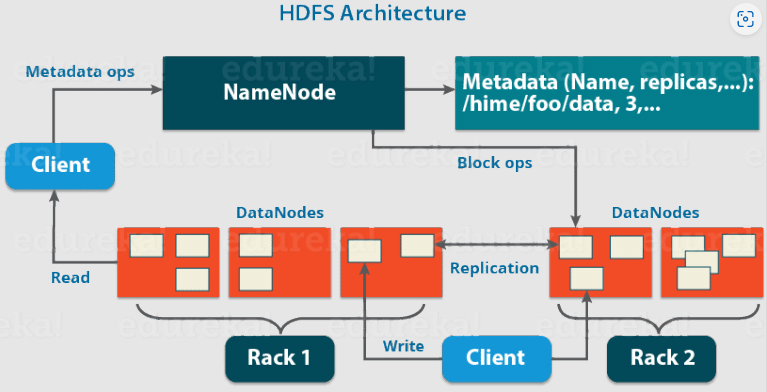 HDFS Architecture
Metadata ops
NameNode
Metadata (Name, replicas,...):
/hime/foo/data, 3,...
Client
Block ops
DataNodes
DataNodes
Read
Replication
Write
Rack 1
Client
Rack 2
edureka!